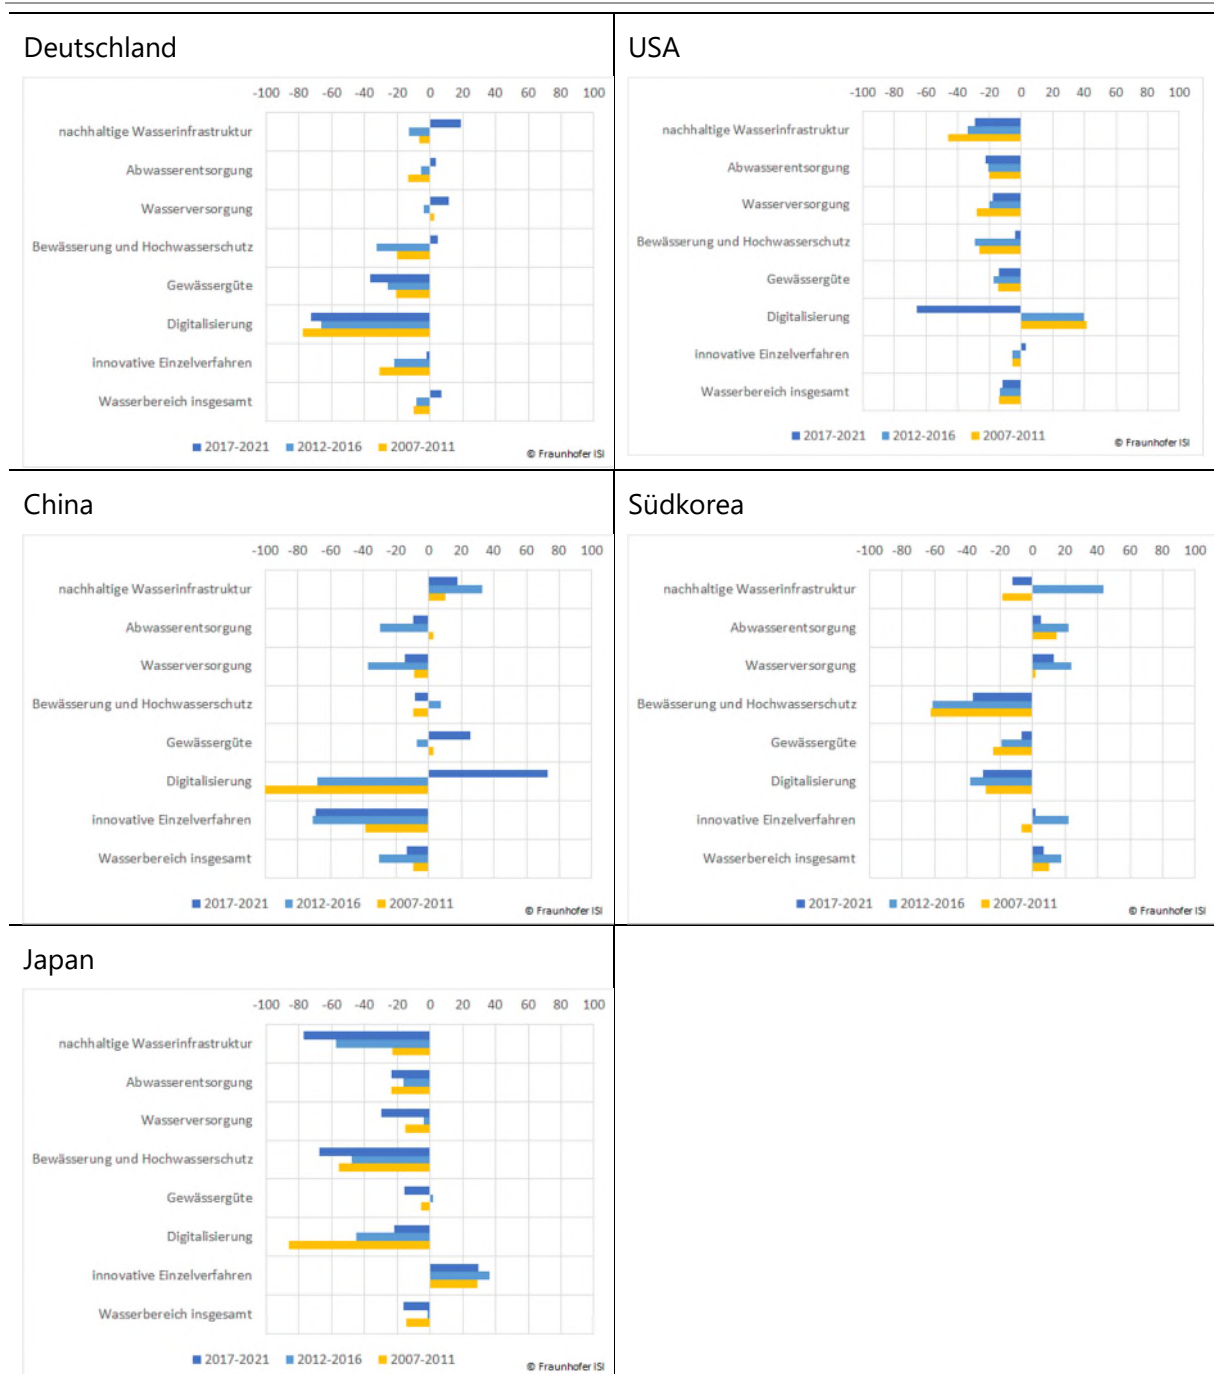 Deutschland
-100 -80 -60 -40 -20 0 20 40 60 80 100
nachhaltige Wasserinfrastruktur
Abwasserentsorgung
Wasserversorgung
Bewässerung und Hochwasserschutz
Gewässergüte
Digitalisierung
innovative Einzelverfahren
Wasserbereich insgesamt
2017-2021 2012-2016 2007-2011
© Fraunhofer ISI
USA
-100 -80 -60 -40 -20 0 20 40 60 80 100
nachhaltige Wasserinfrastruktur
Abwasserentsorgung
Wasserversorgung
Bewässerung und Hochwasserschutz
Gewässergüte
Digitalisierung
innovative Einzelverfahren
Wasserbereich insgesamt
2017-2021 2012-2016 2007-2011
© Fraunhofer ISI
China
-100 -80 -60 -40 -20 0 20 40 60 80 100
nachhaltige Wasserinfrastruktur
Abwasserentsorgung
Wasserversorgung
Bewässerung und Hochwasserschutz
Gewässergüte
Digitalisierung
innovative Einzelverfahren
Wasserbereich insgesamt
2017-2021 2012-2016 2007-2011
© Fraunhofer ISI
Südkorea
-100 -80 -60 -40 -20 0 20 40 60 80 100
nachhaltige Wasserinfrastruktur
Abwasserentsorgung
Wasserversorgung
Bewässerung und Hochwasserschutz
Gewässergüte
Digitalisierung
innovative Einzelverfahren
Wasserbereich insgesamt
2017-2021 2012-2016 2007-2011
© Fraunhofer ISI
Japan
-100 -80 -60 -40 -20 0 20 40 60 80 100
nachhaltige Wasserinfrastruktur
Abwasserentsorgung
Wasserversorgung
Bewässerung und Hochwasserschutz
Gewässergüte
Digitalisierung
innovative Einzelverfahren
Wasserbereich insgesamt
2017-2021 2012-2016 2007-2011
© Fraunhofer ISI